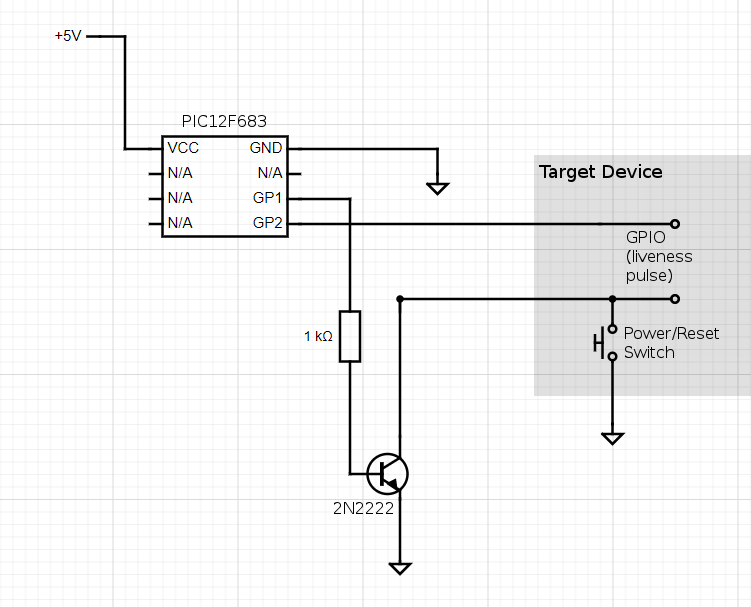 +5V
PIC12F683
VCC GND
N/A N/A
N/A GP1
N/A GP2
Target Device
GPIO
(liveness
pulse)
1 kΩ
Power/Reset
Switch
2N2222